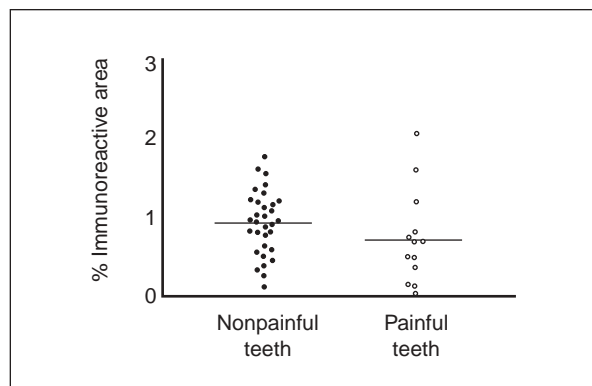 % Immunoreactive area
3
2
1
0
Nonpainful
teeth
Painful
teeth